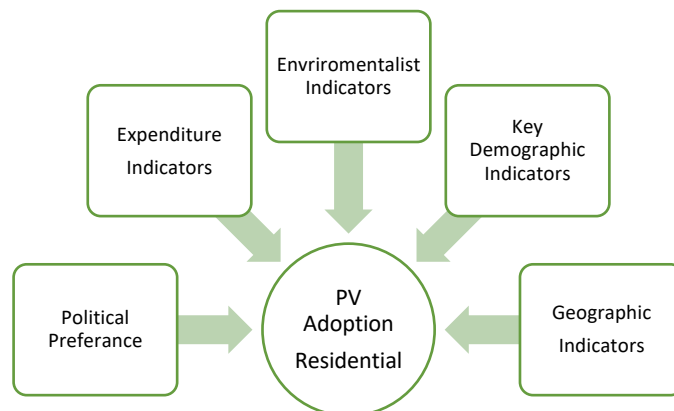 Envriromentalist
Indicators
Expenditure
Indicators
Key
Demographic
Indicators
Political
Preferance
PV
Adoption
Residential
Geographic
Indicators